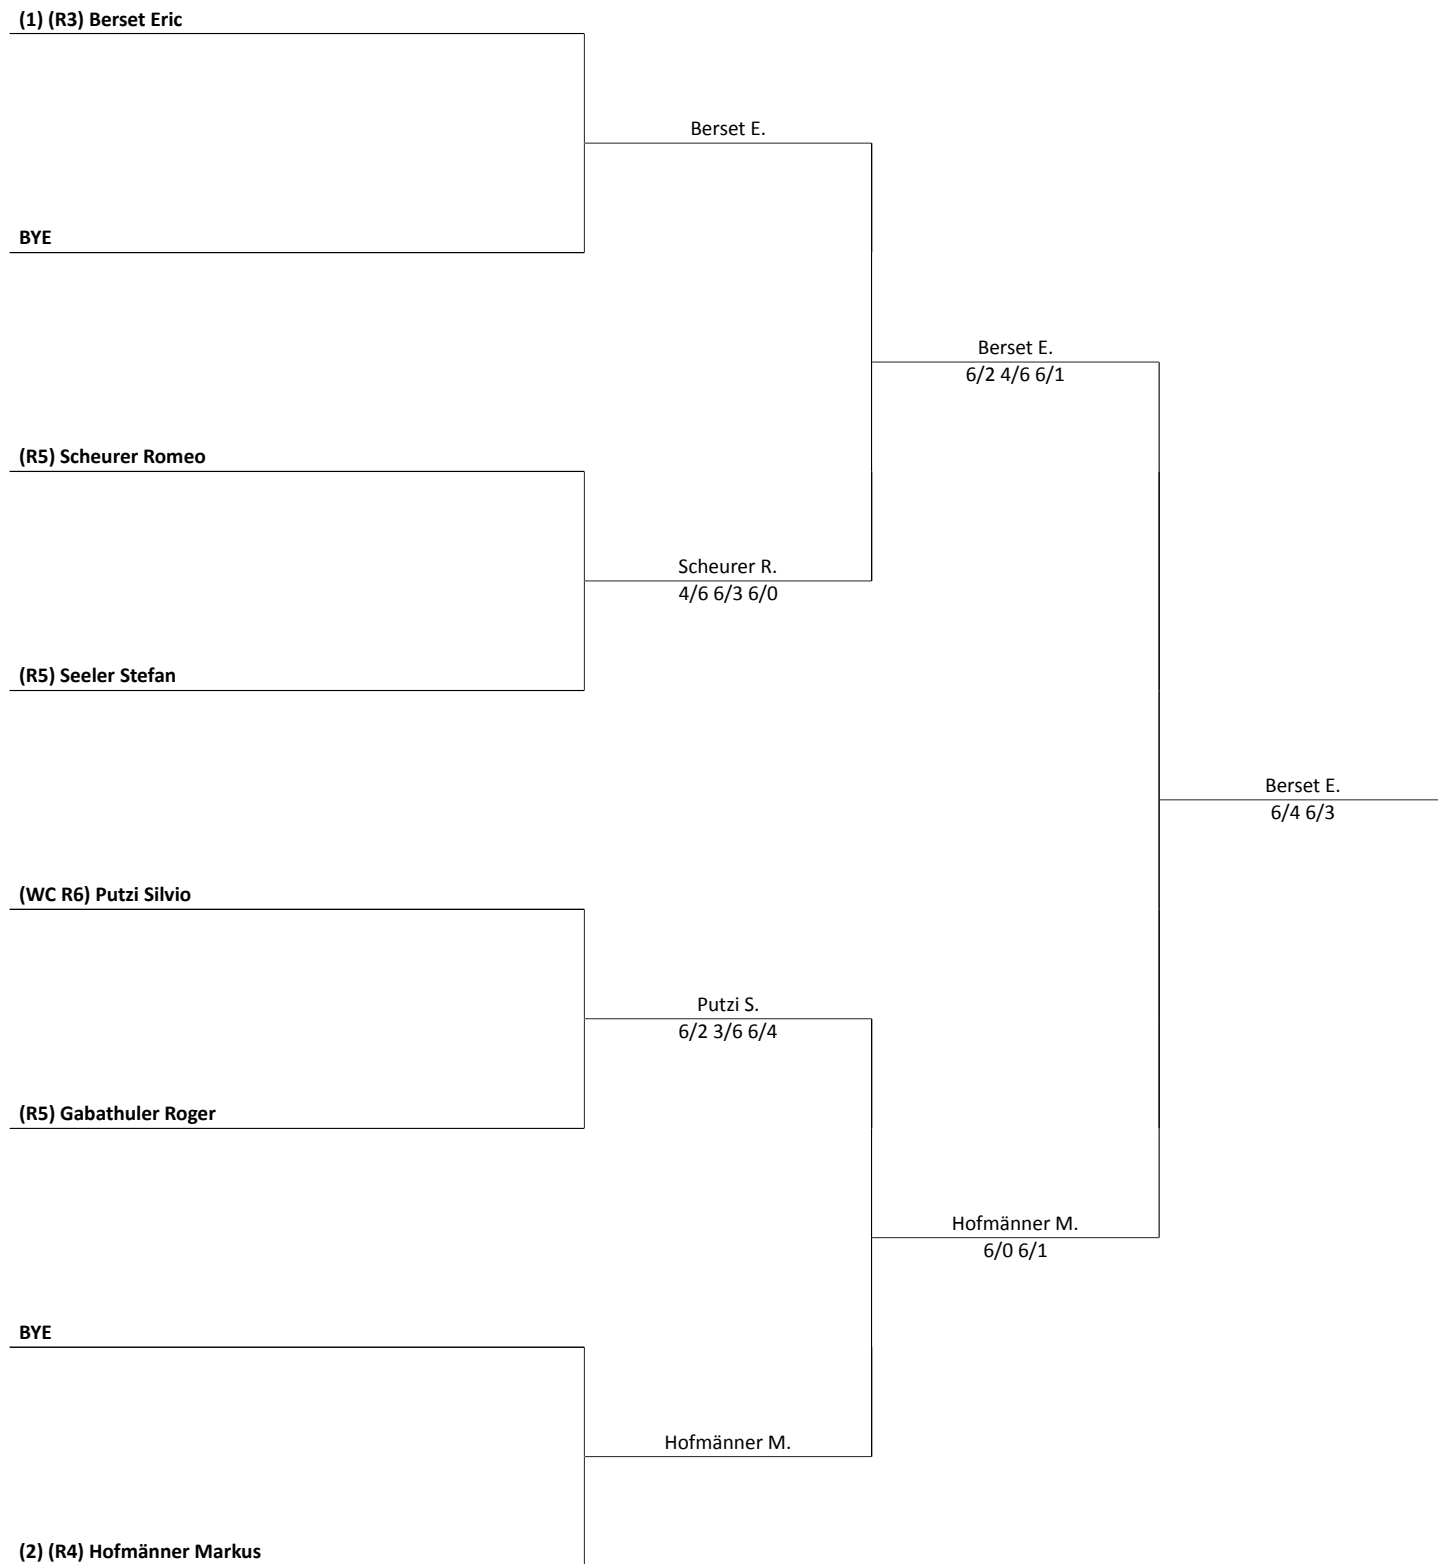 (1) (R3) Berset Eric
Berset E.
BYE
Berset E.
6/2 4/6 6/1
(R5) Scheurer Romeo
Scheurer R.
4/6 6/3 6/0
(R5) Seeler Stefan
Berset E.
6/4 6/3
(WC R6) Putzi Silvio
Putzi S.
6/2 3/6 6/4
(R5) Gabathuler Roger
Hofmänner M.
6/0 6/1
BYE
Hofmänner M.
(2) (R4) Hofmänner Markus